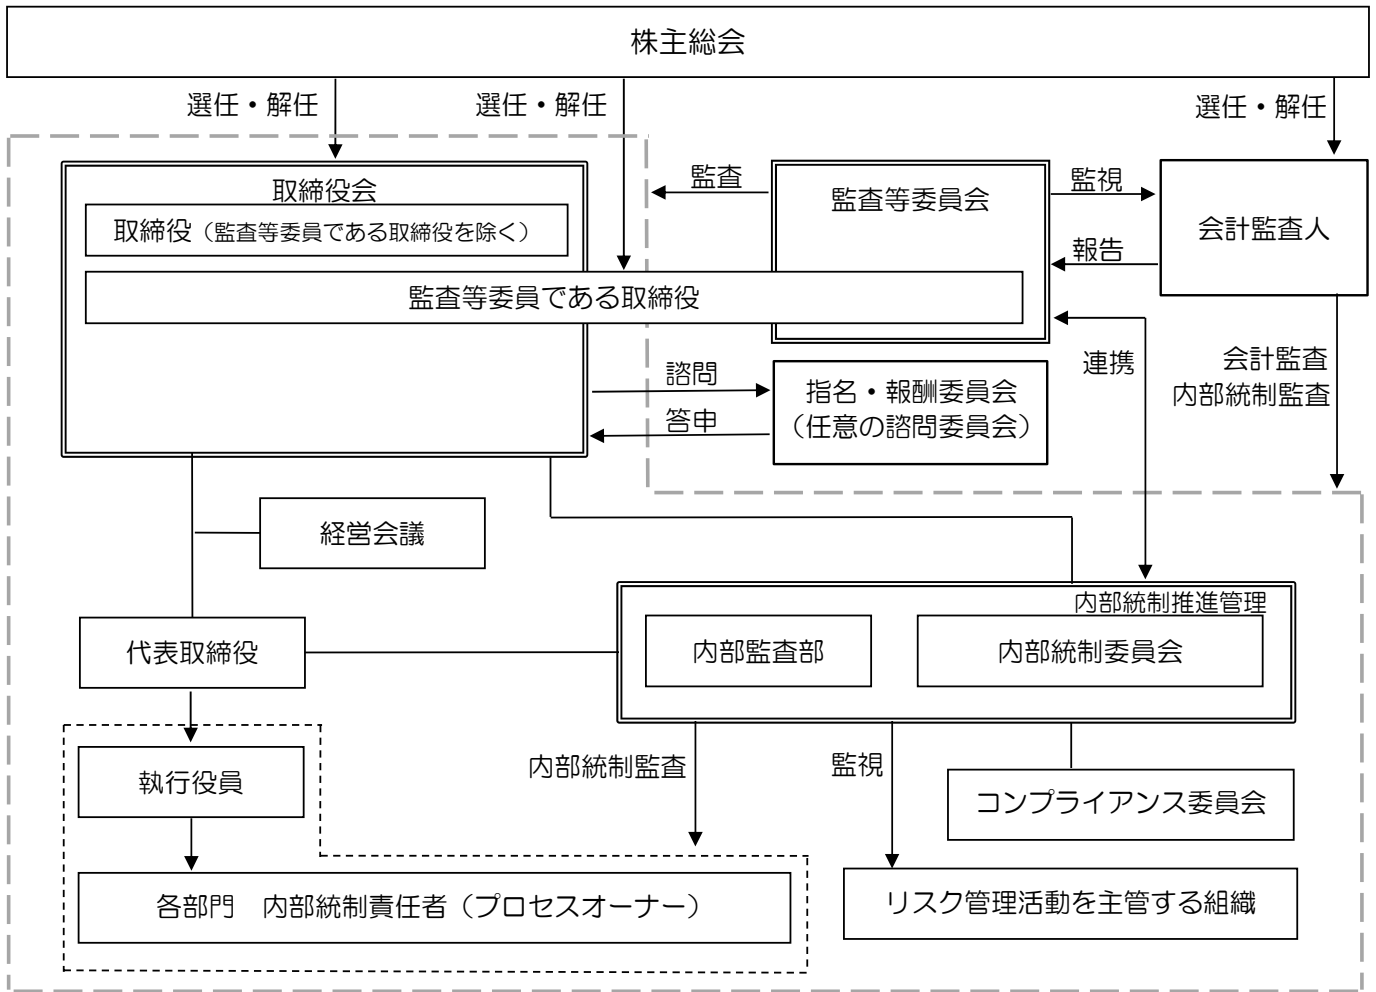 株主総会
選任・解任
選任・解任
選任・解任
取締役会
取締役（監査等委員である取締役を除く）
監査等委員である取締役
監査
監査等委員会
監視
報告
会計監査人
諮問
答申
指名・報酬委員会
（任意の諮問委員会）
連携
会計監査
内部統制監査
経営会議
代表取締役
内部統制推進管理
内部監査部
内部統制委員会
執行役員
内部統制監査
監視
コンプライアンス委員会
各部門　内部統制責任者（プロセスオーナー）
リスク管理活動を主管する組織